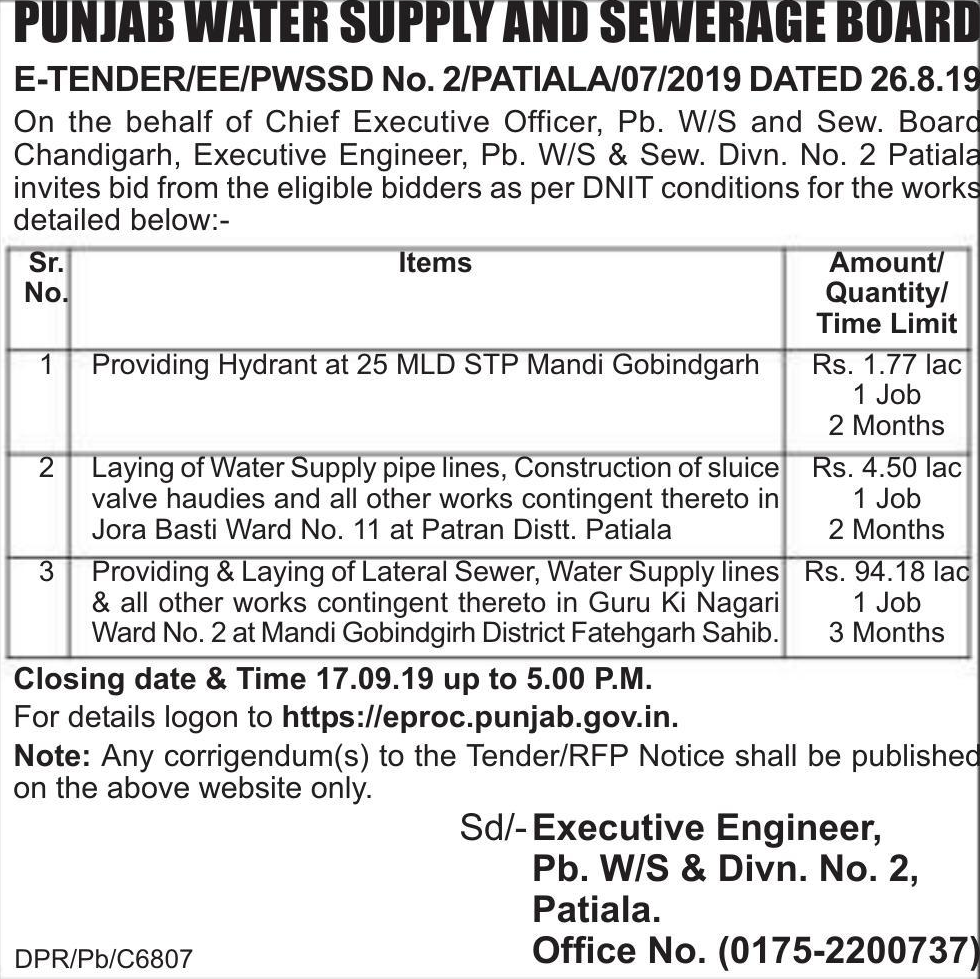 PUNJAB WATER SUPPLY AND SEWERAGE BOARD
E-TENDER/EE/PWSSD No. 2/PATIALA/07/2019 DATED 26.8.19
On the behalf of Chief Executive Officer, Pb. W/S and Sew. Board
Chandigarh, Executive Engineer, Pb. W/S & Sew. Divn. No. 2 Patiala
invites bid from the eligible bidders as per DNIT conditions for the works
detailed below:-
Sr. No. Items Amount/ Quantity/ Time Limit
1 Providing Hydrant at 25 MLD STP Mandi Gobindgarh Rs. 1.77 lac
1 Job
2 Months
2 Laying of Water Supply pipe lines, Construction of sluice Rs. 4.50 lac
valve haudies and all other works contingent thereto in 1 Job
Jora Basti Ward No. 11 at Patran Distt. Patiala 2 Months
3 Providing & Laying of Lateral Sewer, Water Supply lines Rs. 94.18 lac
& all other works contingent thereto in Guru Ki Nagari 1 Job
Ward No. 2 at Mandi Gobindgirh District Fatehgarh Sahib. 3 Months
Closing date & Time 17.09.19 up to 5.00 P.M.
For details logon to https://eproc.punjab.gov.in.
Note: Any corrigendum(s) to the Tender/RFP Notice shall be published
on the above website only.
Sd/- Executive Engineer,
Pb. W/S & Divn. No. 2,
Patiala.
DPR/Pb/C6807 Office No. (0175-2200737)